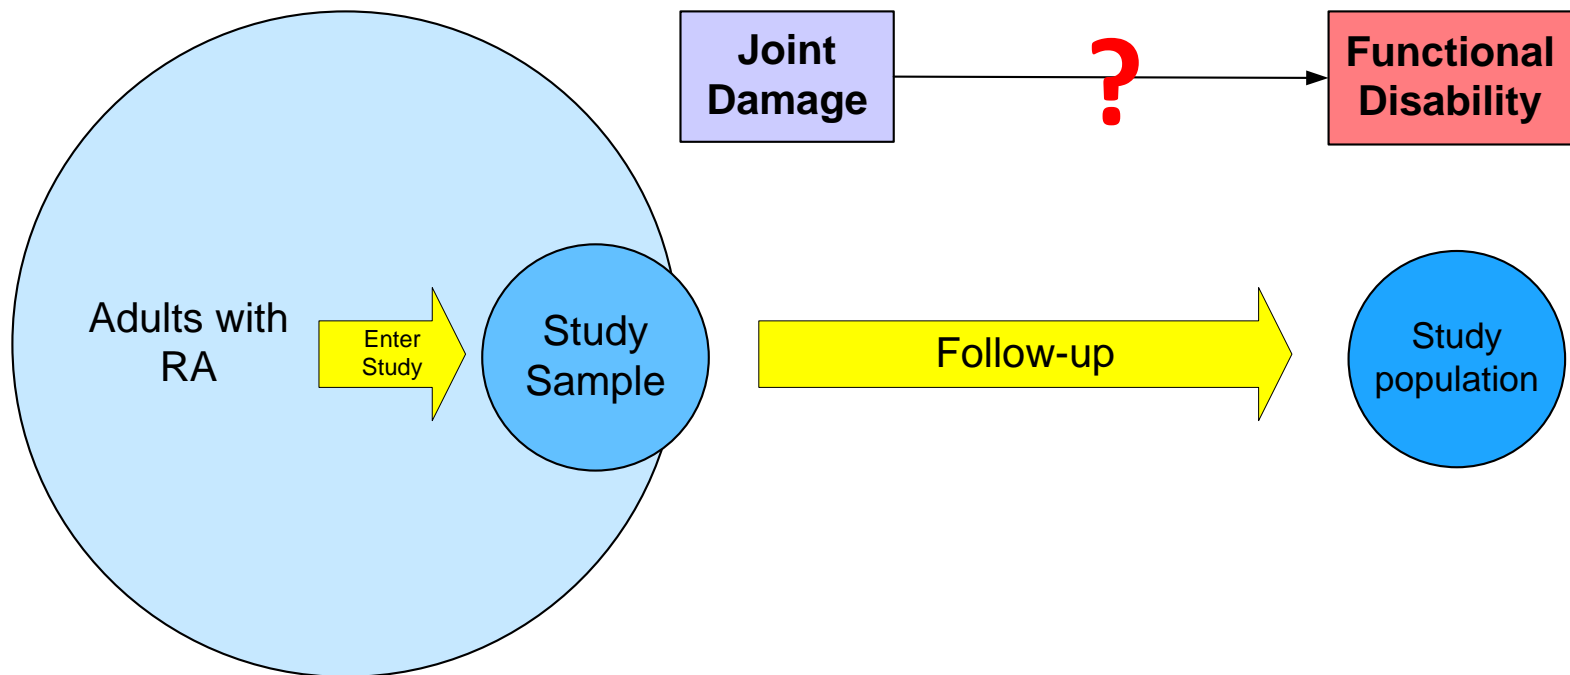 Joint
Damage
?
Functional
Disability
Adults with
RA
Enter
Study
Study
Sample
Follow-up
Study
population